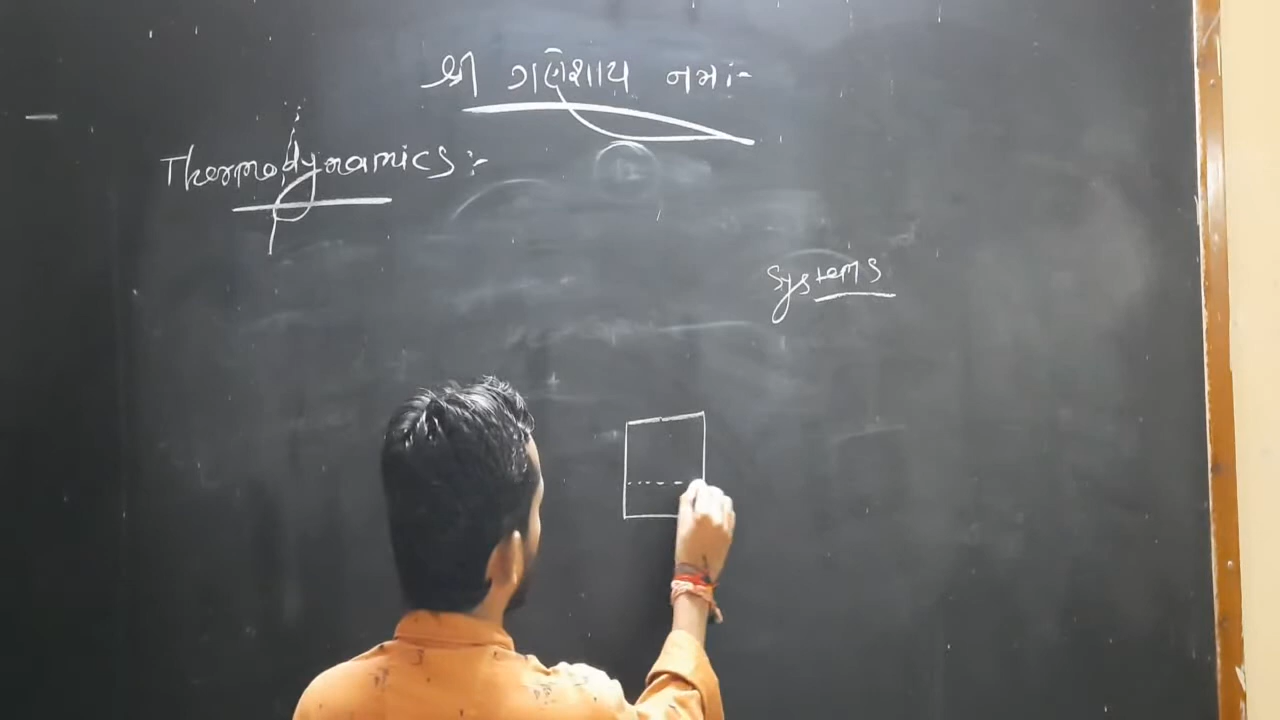 શ્રી ગણેશાય નમઃ :-
Thermodynamics :-
Systems